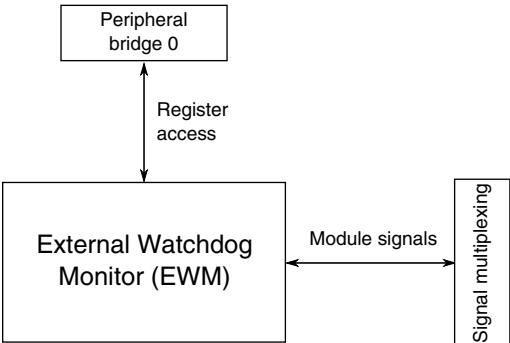 Peripheral
bridge 0
Register
access
External Watchdog
Monitor (EWM)
Module signals
Signal multiplexing